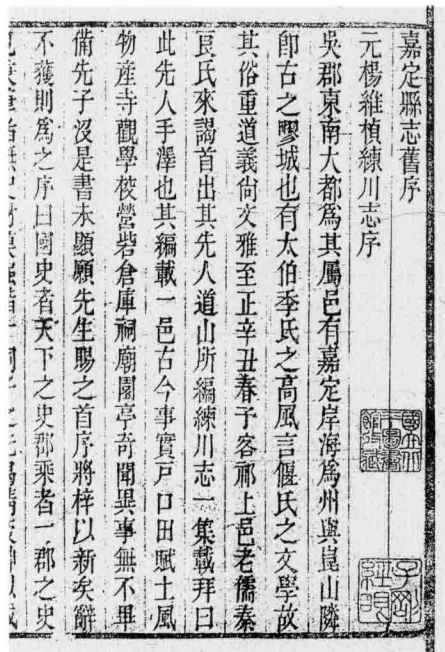 嘉定縣志舊序
元楊維楨練川志序
吳郡東南大都爲其屬邑有嘉定岸海爲州與崑山隣
卽古之㽦城也有太伯季氏之高風言偃氏之文學故
其俗重道義尙文雅至正辛丑春予客祁上邑老儒秦
良氏來謁首出其先人道山所編練川志一集載拜曰
此先人手澤也其編載一邑古今事實戸口田賦土風
物產寺觀學校營砦倉庫祠廟園亭奇聞異事無不畢
備先子沒是書本顯願先生賜之首序將梓以新矣辭
不獲則爲之序曰國史者天下之史郡乘者一郡之史